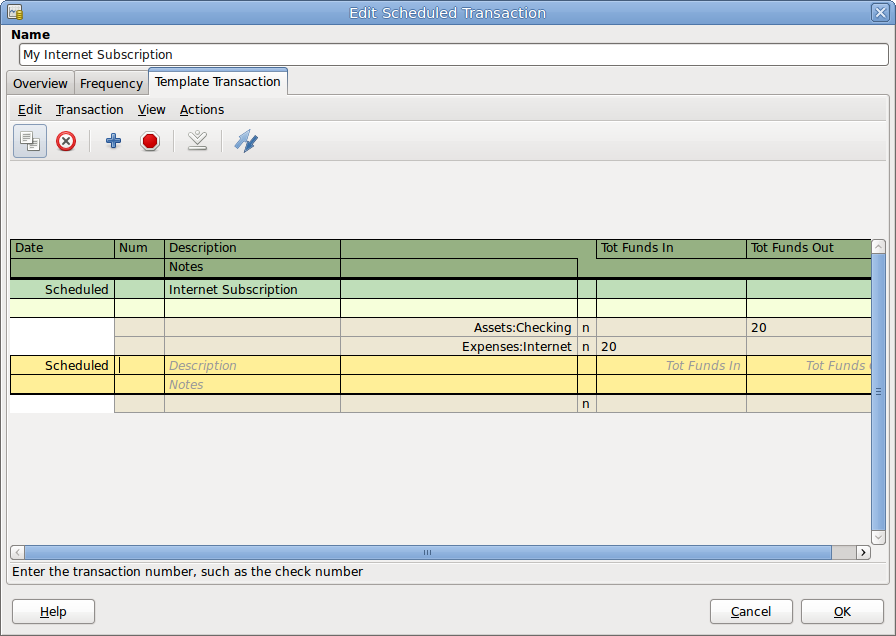 Edit Scheduled Transaction
Name
My Internet Subscription
Overview Frequency Template Transaction
Edit Transaction View Actions
Date Num Description Tot Funds In Tot Funds Out
Notes
Scheduled Internet Subscription
Assets:Checking n 20
Expenses:Internet n 20
Scheduled Description Tot Funds In Tot Funds
Notes
n
Enter the transaction number, such as the check number
Help Cancel OK